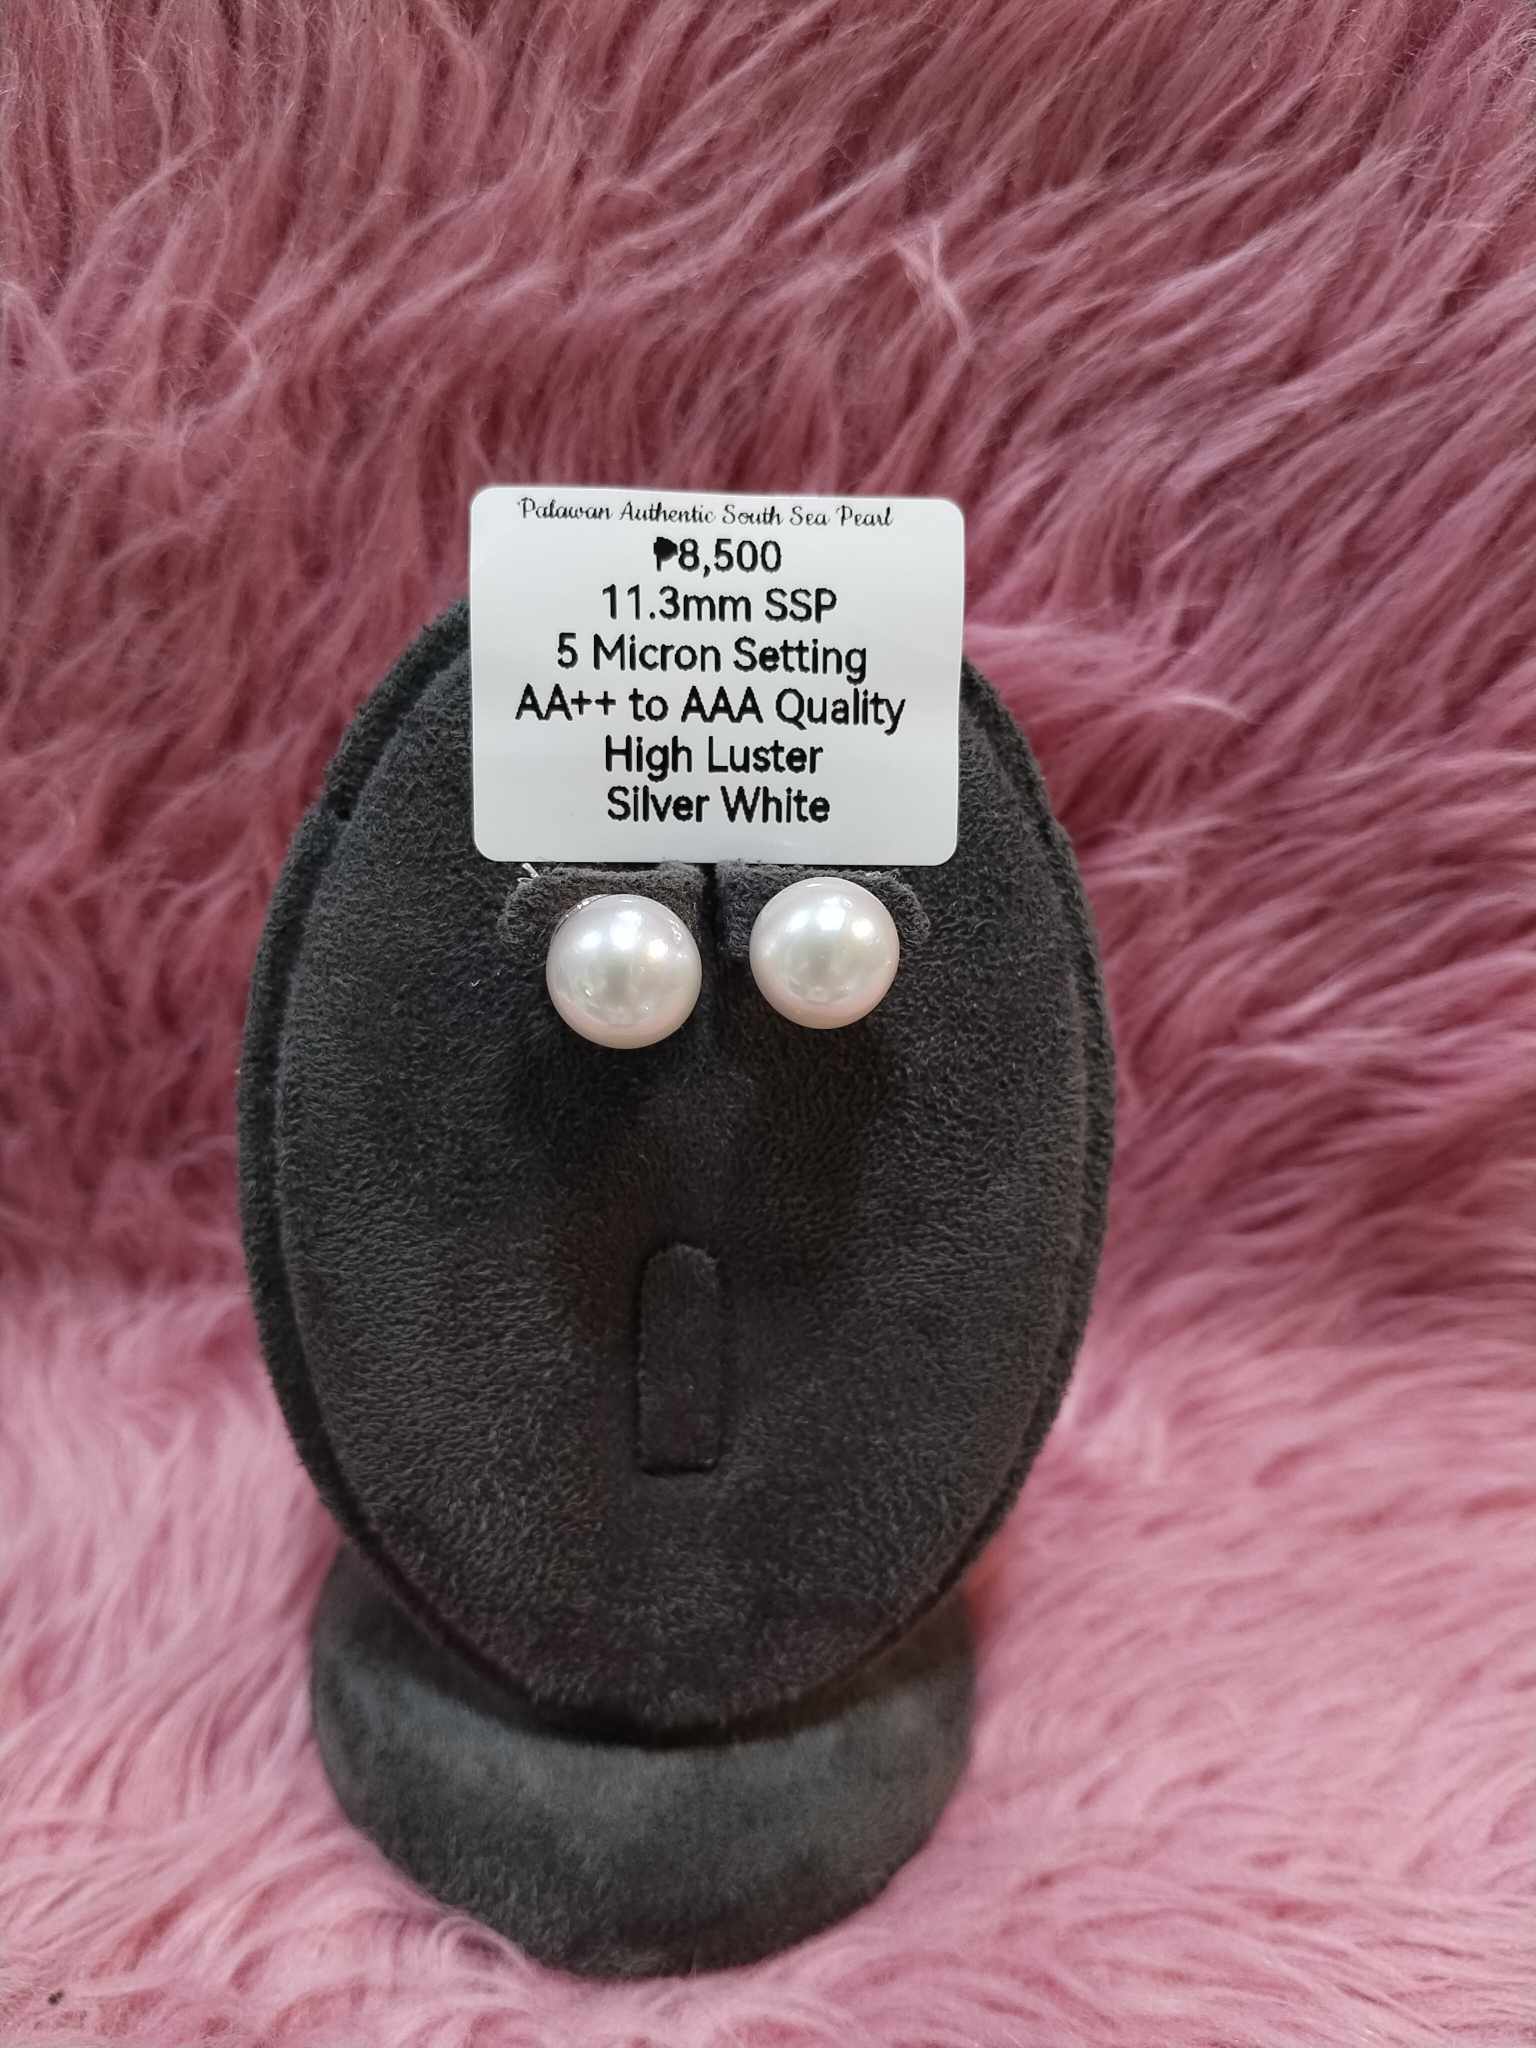 Palawan Authentic South Sea Pearl
₱8,500
11.3mm SSP
5 Micron Setting
AA++ to AAA Quality
High Luster
Silver White